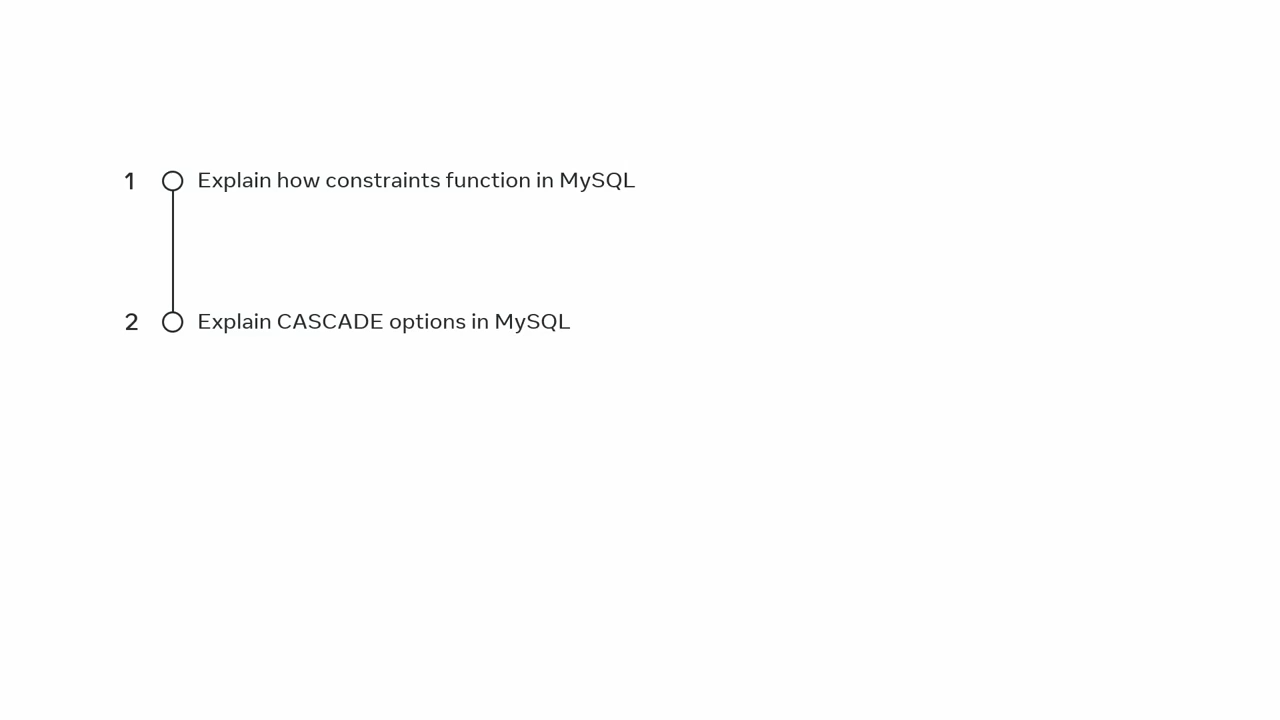 1 Explain how constraints function in MySQL
2 Explain CASCADE options in MySQL